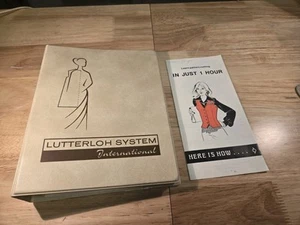 LUTTERLOH SYSTEM
International
IN JUST 1 HOUR
HERE IS HOW . . . .